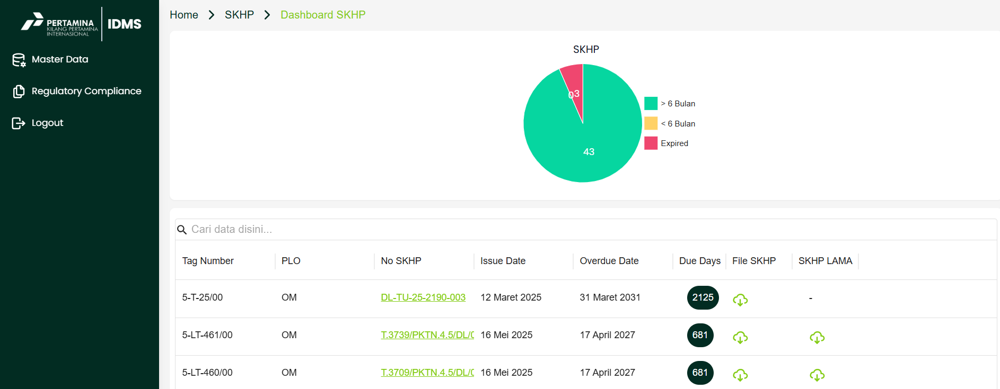 PERTAMINA
KILANG PERTAMINA
INTERNASIONAL
IDMS
Master Data
Regulatory Compliance
Logout
Home > SKHP > Dashboard SKHP
SKHP
03
43
> 6 Bulan
< 6 Bulan
Expired
Cari data disini...
Tag Number PLO No SKHP Issue Date Overdue Date Due Days File SKHP SKHP LAMA
5-T-25/00 OM DL-TU-25-2190-003 12 Maret 2025 31 Maret 2031 2125 -
5-LT-461/00 OM T.3739/PKTN.4.5/DL/ 16 Mei 2025 17 April 2027 681
5-LT-460/00 OM T.3709/PKTN.4.5/DL/ 16 Mei 2025 17 April 2027 681